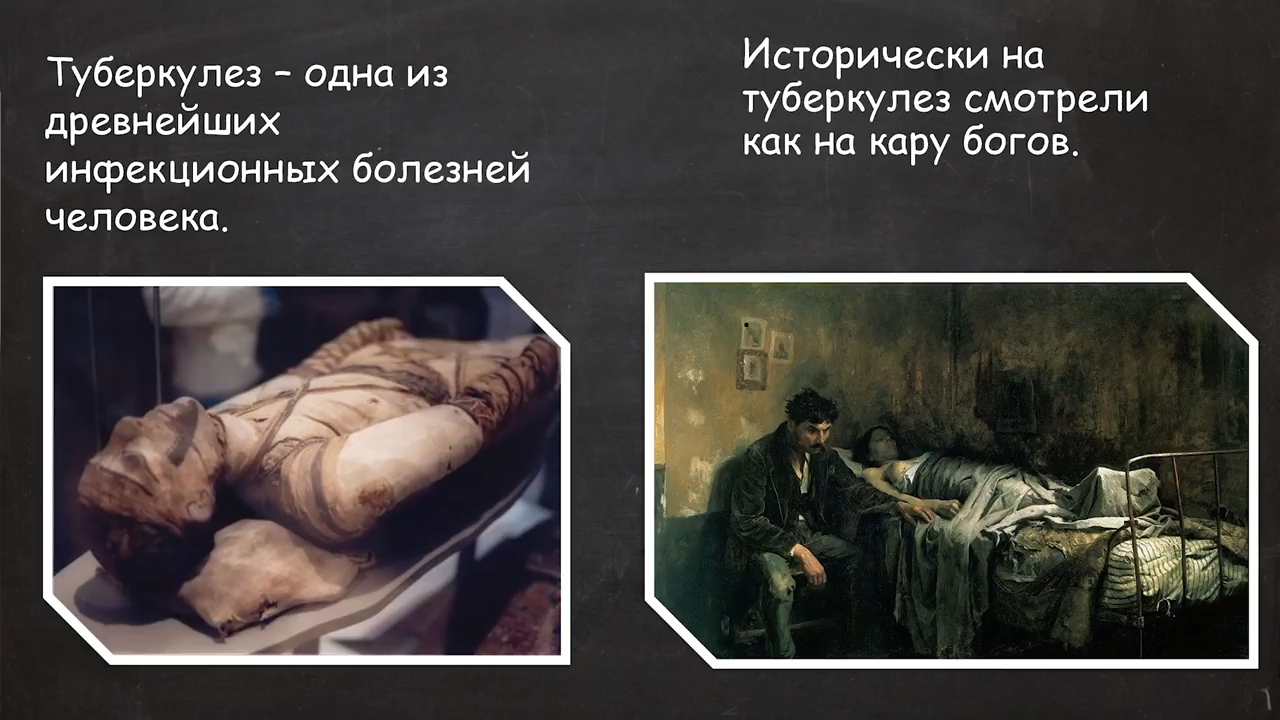 Туберкулез – одна из
древнейших
инфекционных болезней
человека.
Исторически на
туберкулез смотрели
как на кару богов.